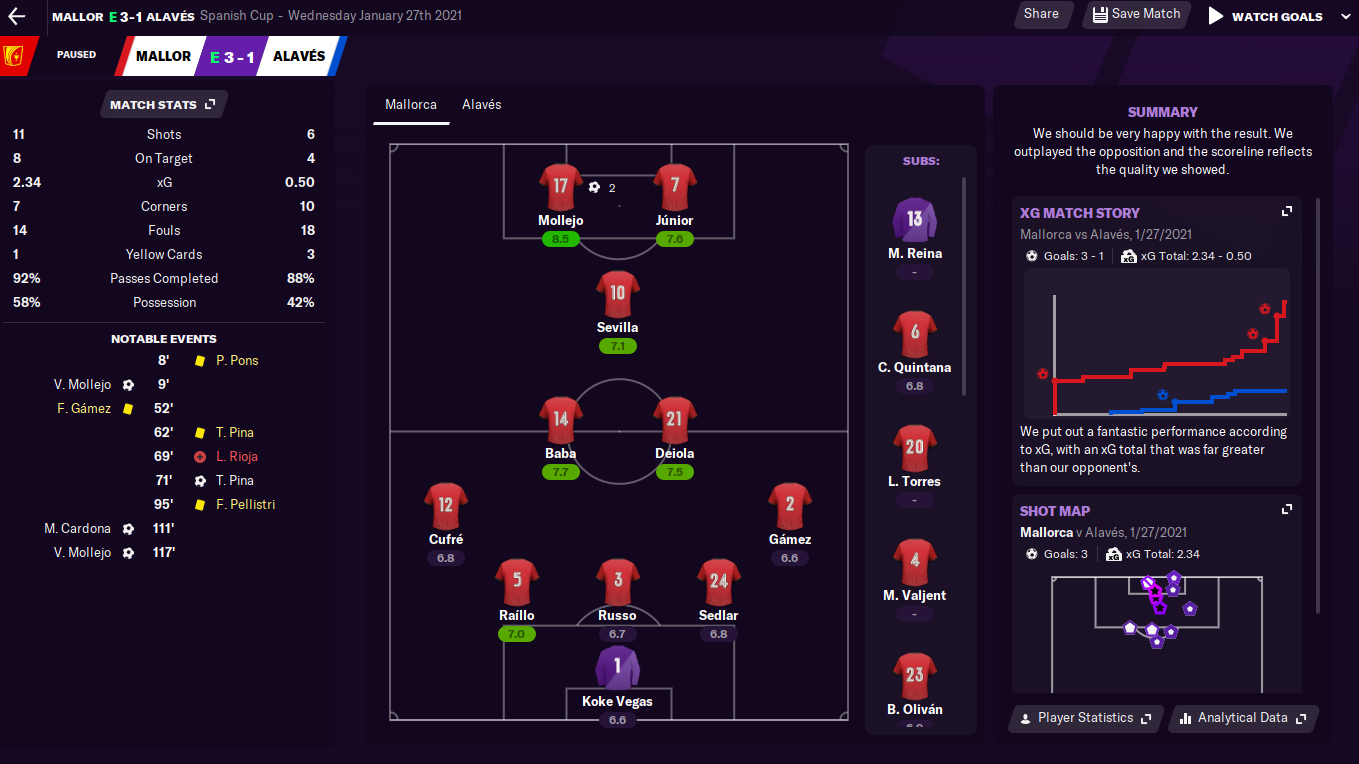 MALLOR E 3-1 ALAVÉS Spanish Cup - Wednesday January 27th 2021
Share
Save Match
WATCH GOALS
PAUSED
MALLOR E 3 - 1 ALAVÉS
MATCH STATS
11 Shots 6
8 On Target 4
2.34 xG 0.50
7 Corners 10
14 Fouls 18
1 Yellow Cards 3
92% Passes Completed 88%
58% Possession 42%
NOTABLE EVENTS
8' P. Pons
V. Mollejo 9'
F. Gámez 52'
62' T. Pina
69' L. Rioja
71' T. Pina
95' F. Pellistri
M. Cardona 111'
V. Mollejo 117'
Mallorca Alavés
17 2 7
Mollejo Júnior
8.5 7.6
10
Sevilla
7.1
14 21
Baba Deiola
7.7 7.5
12 2
Cufré Gámez
6.8 6.6
5 3 24
Raíllo Russo Sedlar
7.0 6.7 6.8
1
Koke Vegas
6.6
SUBS:
13
M. Reina
-
6
C. Quintana
6.8
20
L. Torres
-
4
M. Valjent
-
23
B. Oliván
SUMMARY
We should be very happy with the result. We
outplayed the opposition and the scoreline reflects
the quality we showed.
XG MATCH STORY
Mallorca vs Alavés, 1/27/2021
Goals: 3 - 1 xG xG Total: 2.34 - 0.50
We put out a fantastic performance according
to xG, with an xG total that was far greater
than our opponent's.
SHOT MAP
Mallorca v Alavés, 1/27/2021
Goals: 3 xG xG Total: 2.34
Player Statistics
Analytical Data